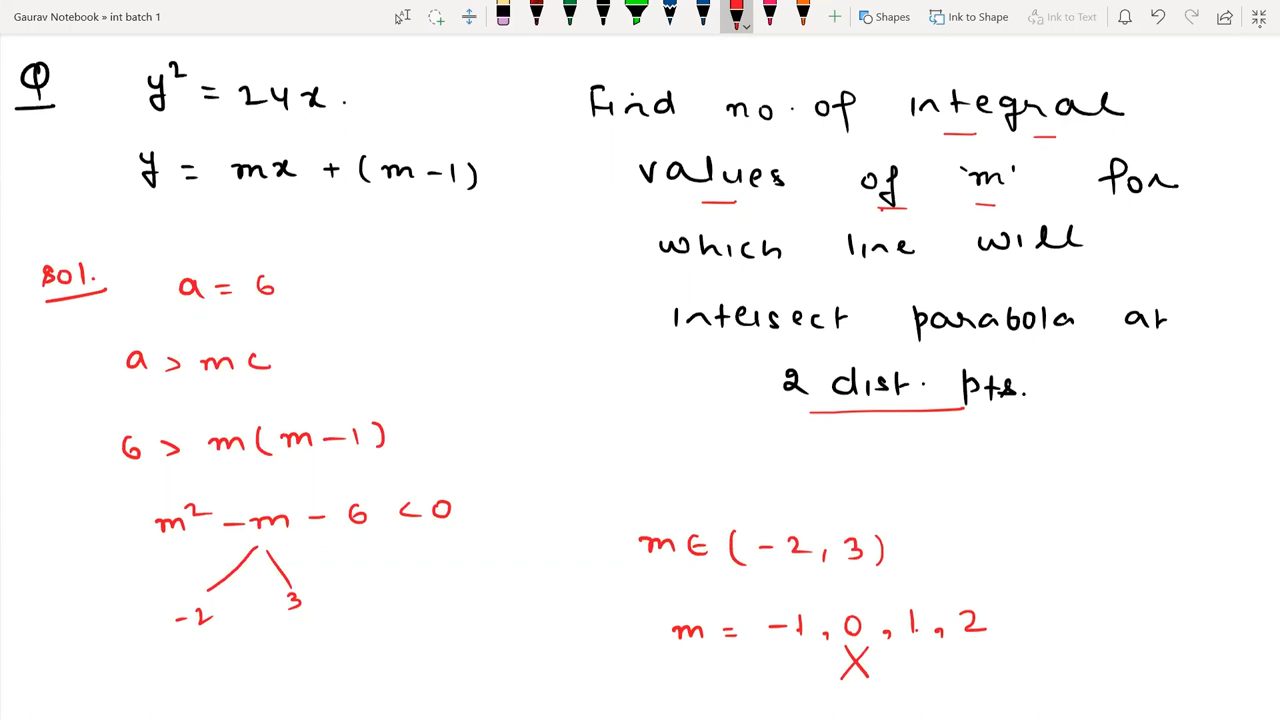 Gaurav Notebook » int batch 1
Shapes
Ink to Shape
Ink to Text
Q
y² = 24x.
y = mx + (m-1)
Find no. of integral
values of 'm' for
which line will
intersect parabola at
2 dist. pts.
Sol.
a = 6
a > mc
6 > m(m-1)
m² - m - 6 < 0
-2 3
m ∈ (-2, 3)
m = -1, 0, 1, 2
X